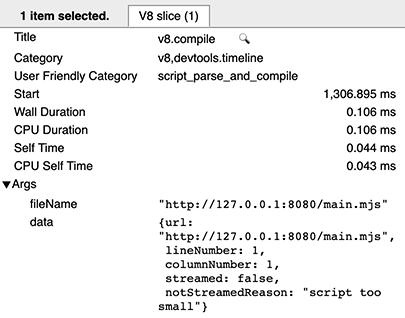 1 item selected. V8 slice (1)
Title v8.compile
Category v8,devtools.timeline
User Friendly Category script_parse_and_compile
Start 1,306.895 ms
Wall Duration 0.106 ms
CPU Duration 0.106 ms
Self Time 0.044 ms
CPU Self Time 0.043 ms
▼Args
fileName "http://127.0.0.1:8080/main.mjs"
data {url:
"http://127.0.0.1:8080/main.mjs",
lineNumber: 1,
columnNumber: 1,
streamed: false,
notStreamedReason: "script too
small"}